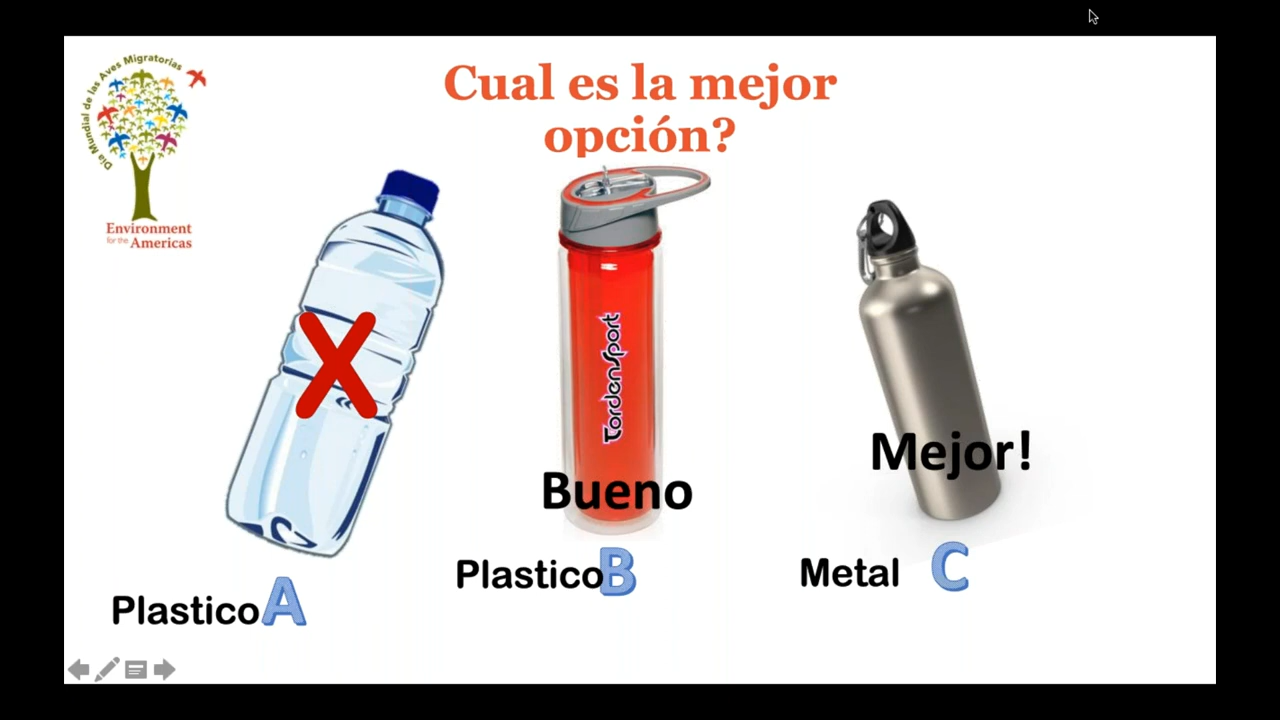 Día Mundial de las Aves Migratorias
Environment
for the Americas
Cual es la mejor
opción?
TordenSport
Bueno
Mejor!
Plastico A
Plastico B
Metal C